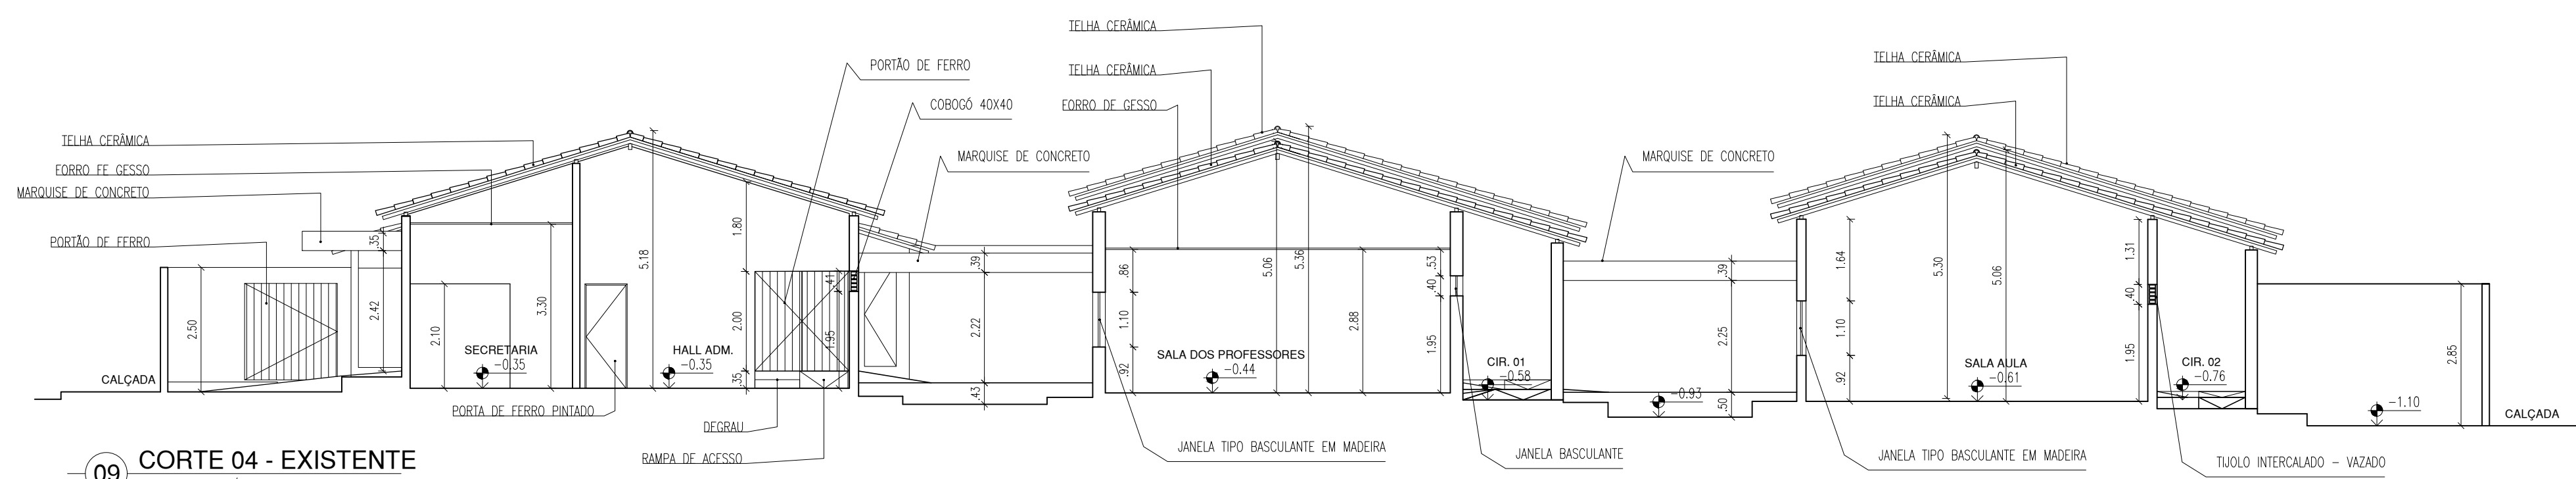 TELHA CERÂMICA
TELHA CERÂMICA
FORRO DE GESSO
TELHA CERÂMICA
TELHA CERÂMICA
PORTÃO DE FERRO
COBOGÓ 40X40
TELHA CERÂMICA
FORRO FE GESSO
MARQUISE DE CONCRETO
PORTÃO DE FERRO
MARQUISE DE CONCRETO
MARQUISE DE CONCRETO
2.50
.35
2.42
2.10
3.30
5.18
1.80
2.00
.35
.41
1.95
.39
2.22
.43
.86
1.10
.92
5.06
5.36
2.88
.53
.40
1.95
.39
2.25
.50
1.64
1.10
.92
5.30
5.06
1.31
.40
1.95
2.85
CALÇADA
SECRETARIA
-0.35
HALL ADM.
-0.35
SALA DOS PROFESSORES
-0.44
CIR. 01
-0.58
-0.93
SALA AULA
-0.61
CIR. 02
-0.76
-1.10
CALÇADA
PORTA DE FERRO PINTADO
DEGRAU
RAMPA DE ACESSO
JANELA TIPO BASCULANTE EM MADEIRA
JANELA BASCULANTE
JANELA TIPO BASCULANTE EM MADEIRA
TIJOLO INTERCALADO - VAZADO
09 CORTE 04 - EXISTENTE